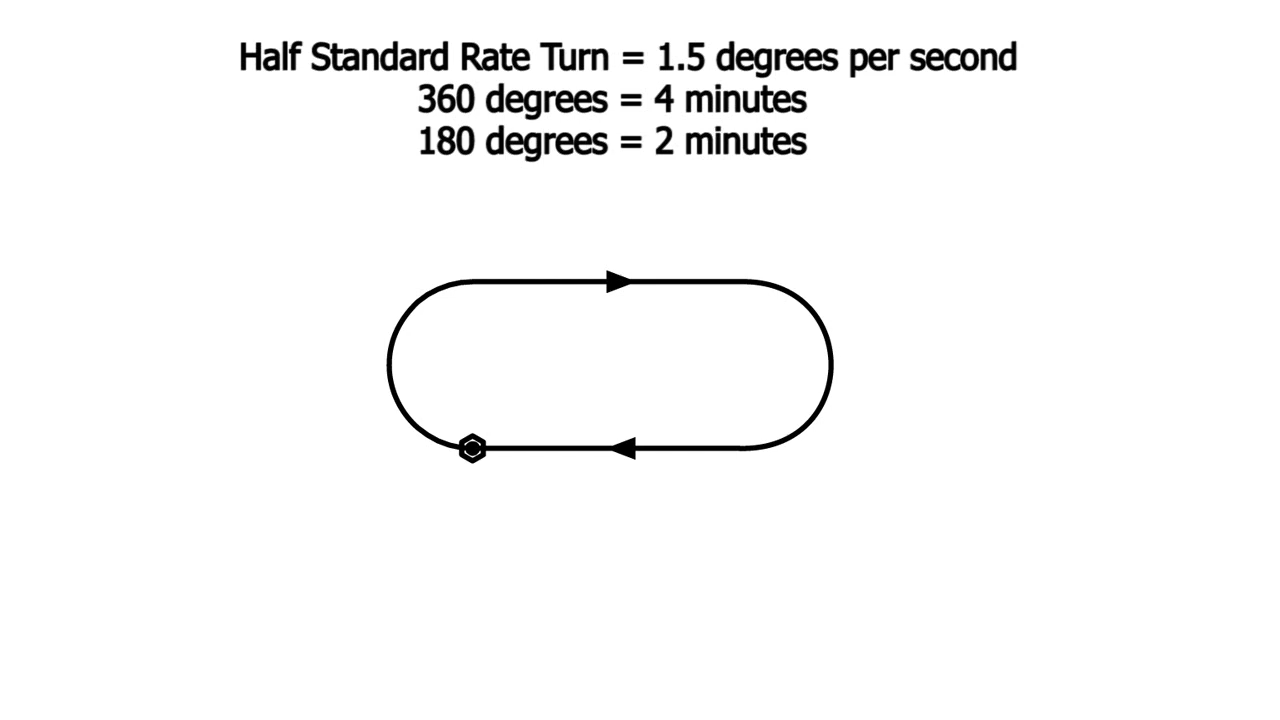 Half Standard Rate Turn = 1.5 degrees per second
360 degrees = 4 minutes
180 degrees = 2 minutes